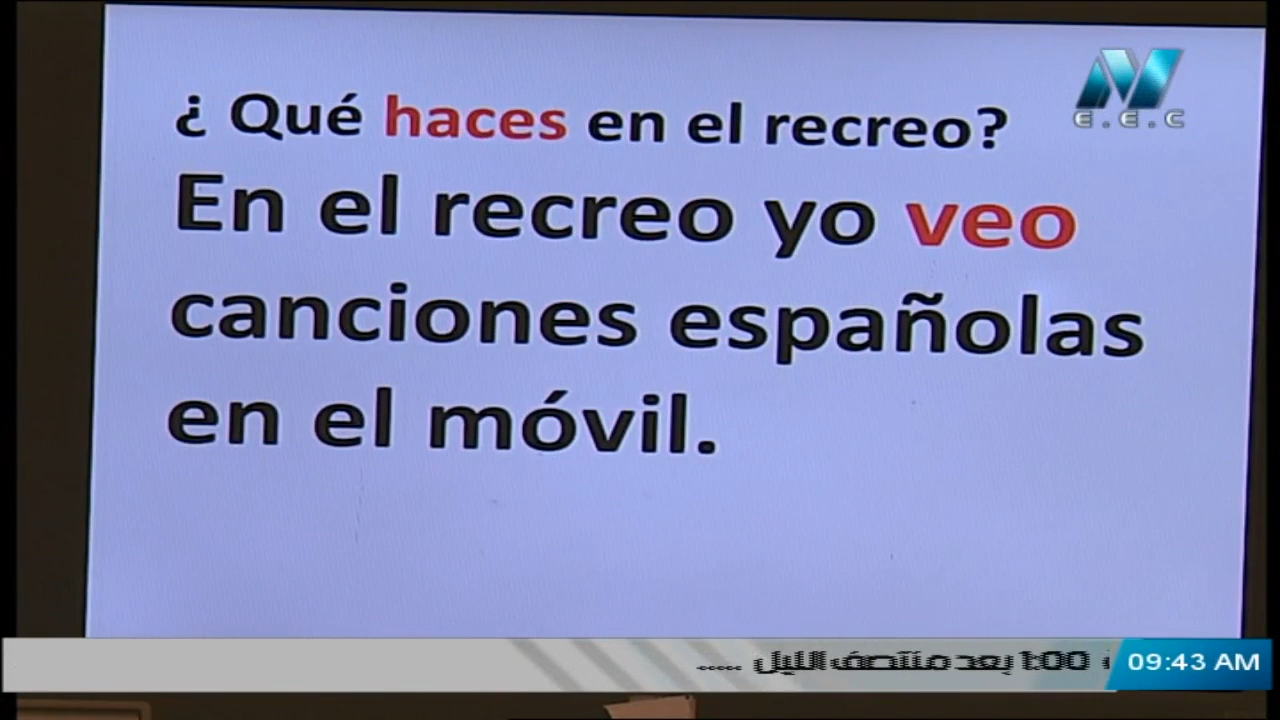 ¿ Qué haces en el recreo?
En el recreo yo veo
canciones españolas
en el móvil.
E.E.C
1:00 بعد منتصف الليل .....
09:43 AM